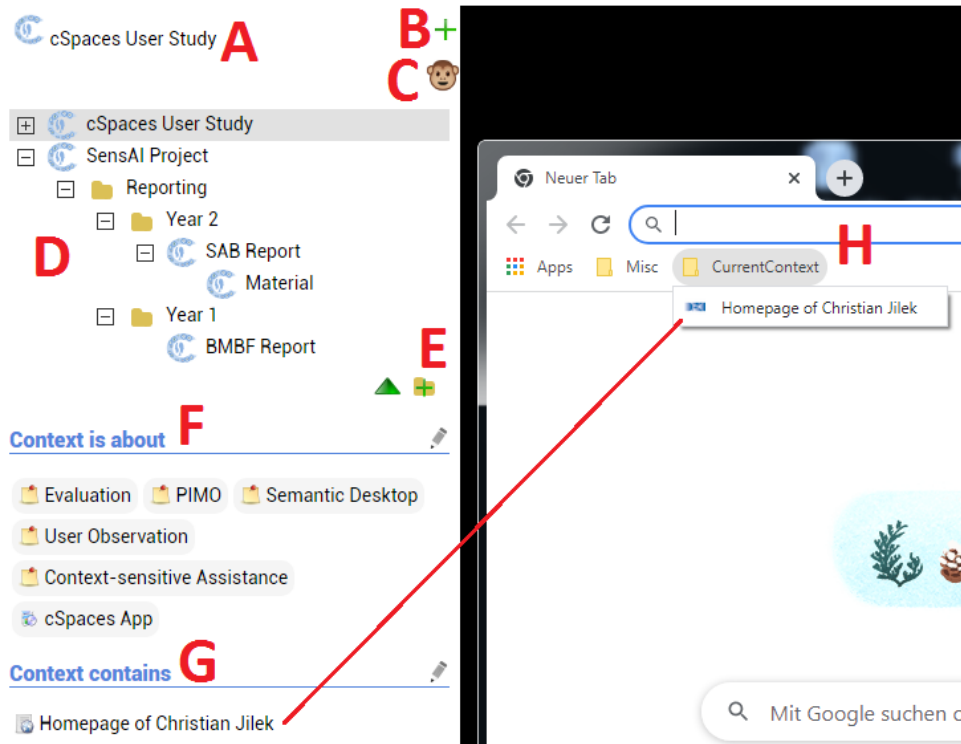 cSpaces User Study A
B
C
cSpaces User Study
SensAI Project
Reporting
Year 2
D
SAB Report
Material
Year 1
BMBF Report
E
Context is about F
Evaluation PIMO Semantic Desktop
User Observation
Context-sensitive Assistance
cSpaces App
Context contains G
Homepage of Christian Jilek
Neuer Tab
H
Apps Misc CurrentContext
Homepage of Christian Jilek
Mit Google suchen